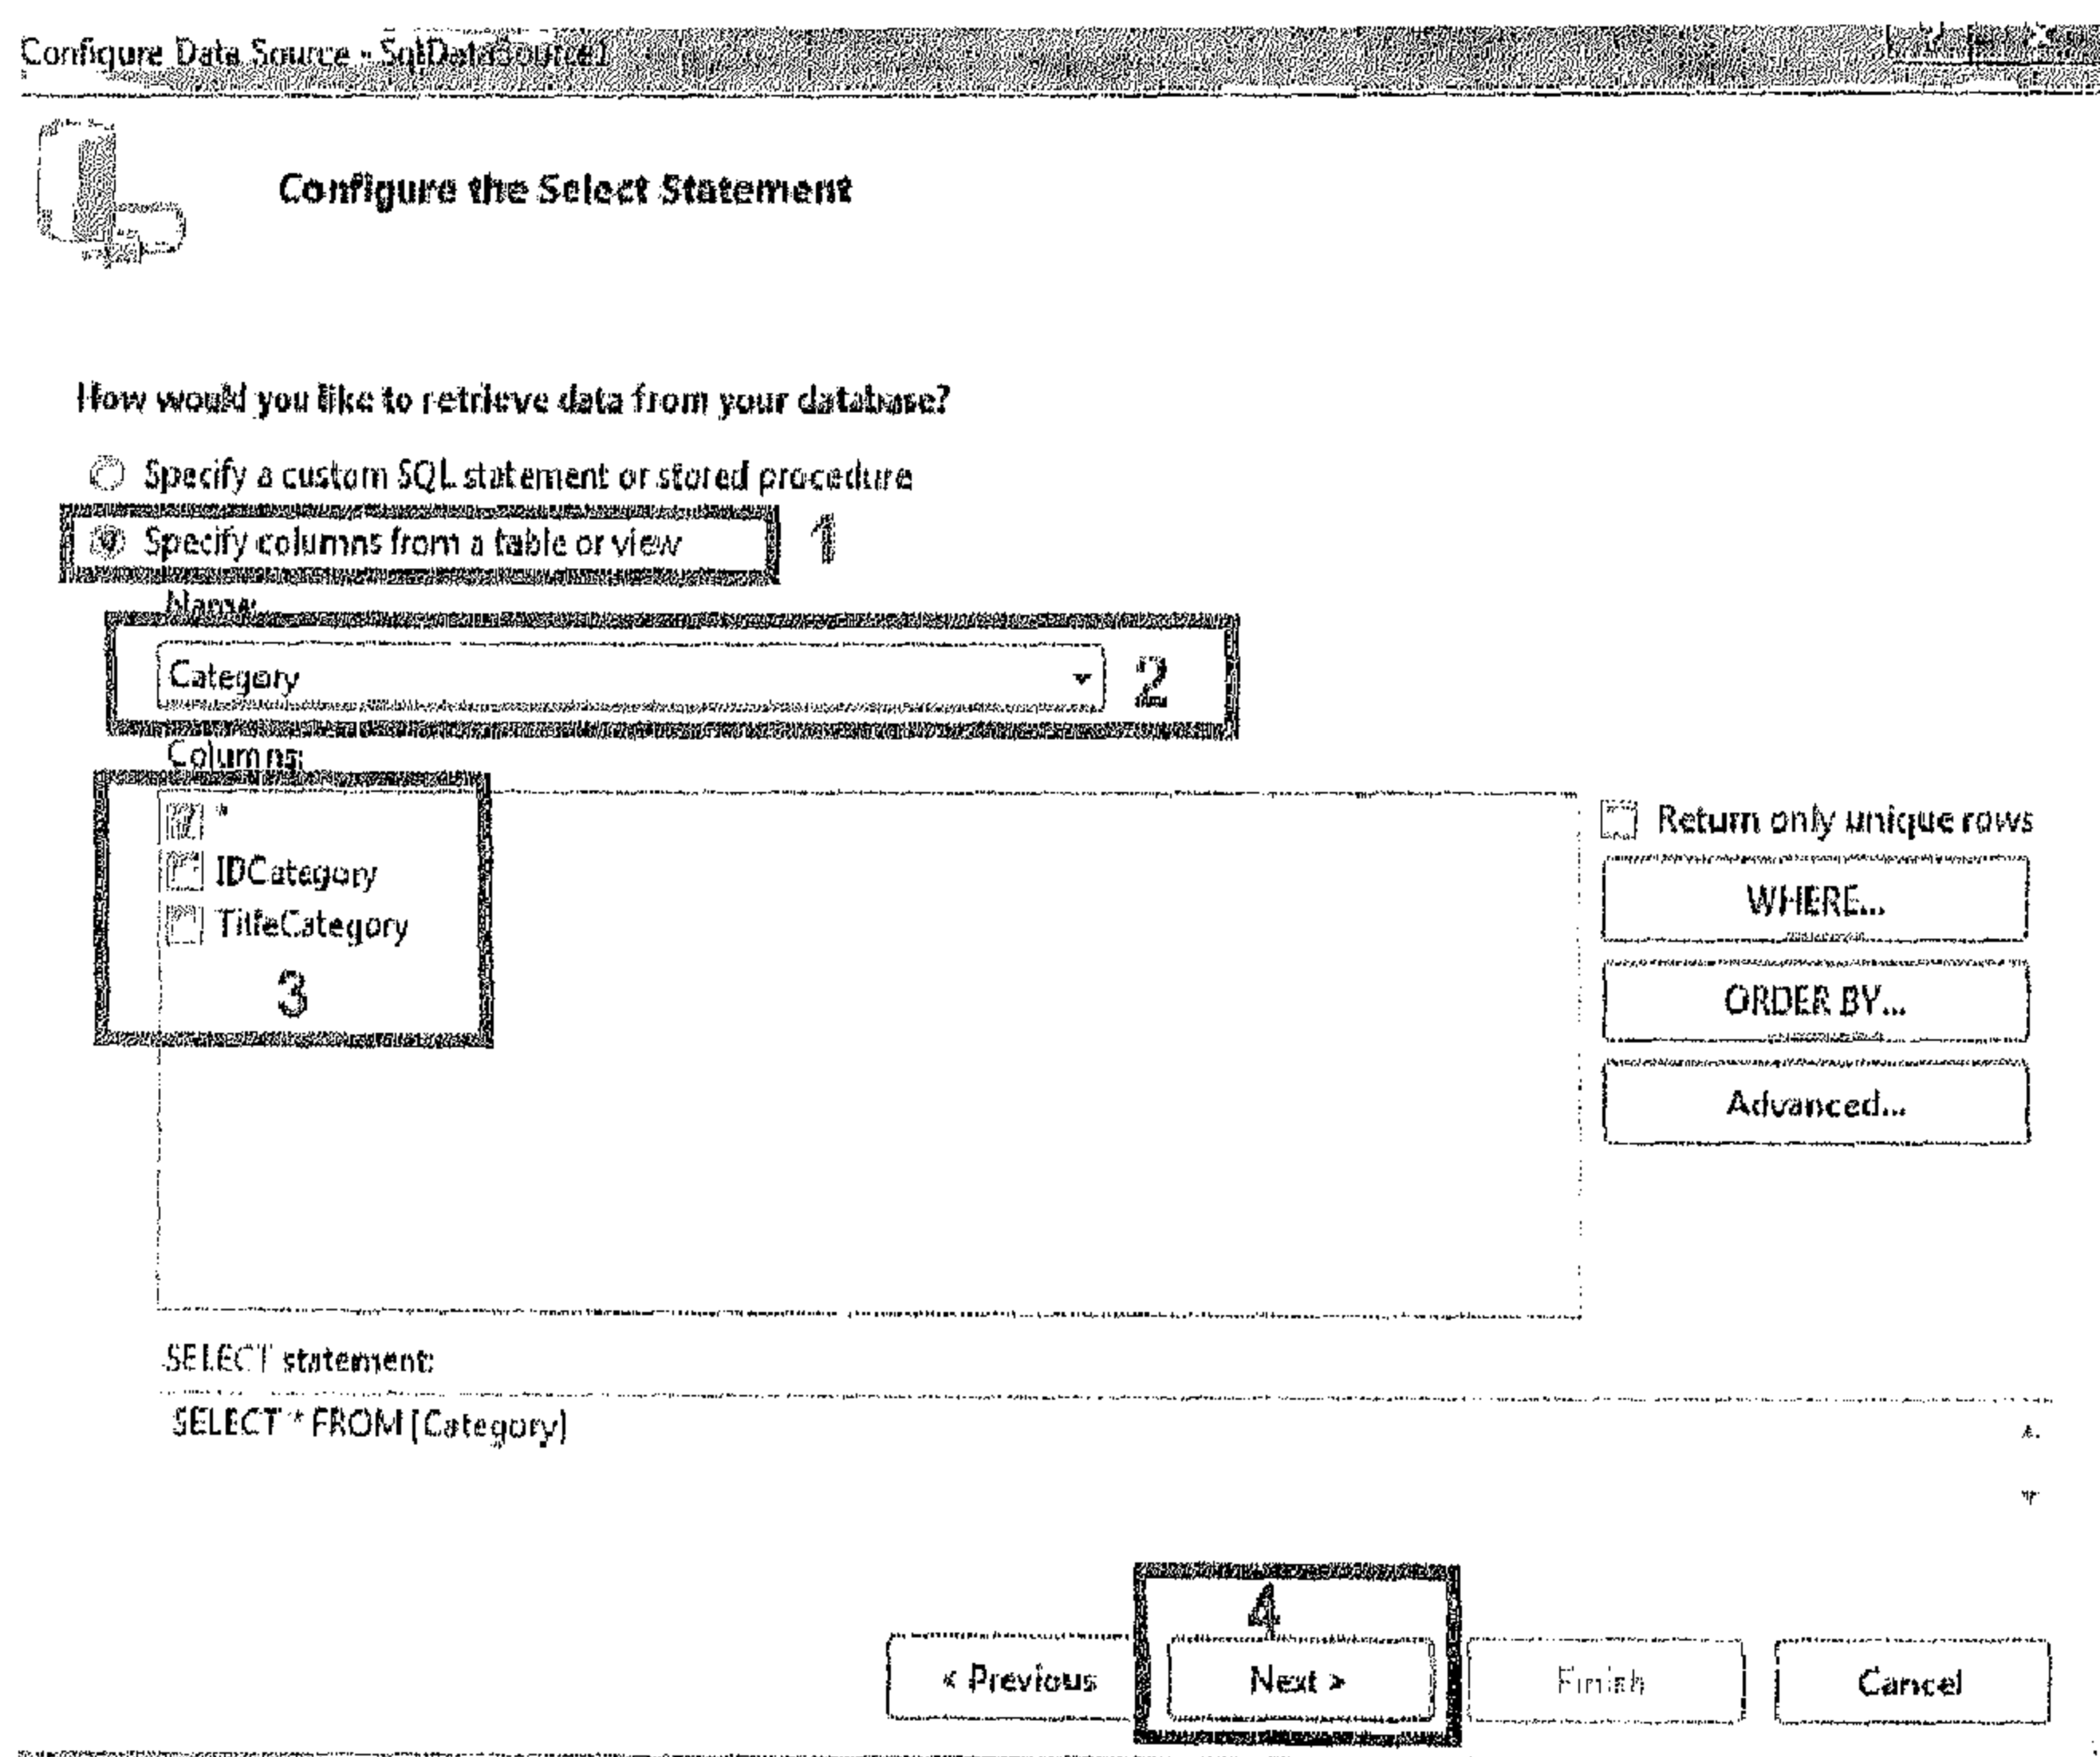 Configure Data Source - SqlDataSource1
Configure the Select Statement
How would you like to retrieve data from your database?
Specify a custom SQL statement or stored procedure
Specify columns from a table or view 1
Name:
Category 2
Columns:
*
IDCategory
TitleCategory
3
Return only unique rows
WHERE...
ORDER BY...
Advanced...
SELECT statement:
SELECT * FROM [Category]
4
< Previous Next > Finish Cancel